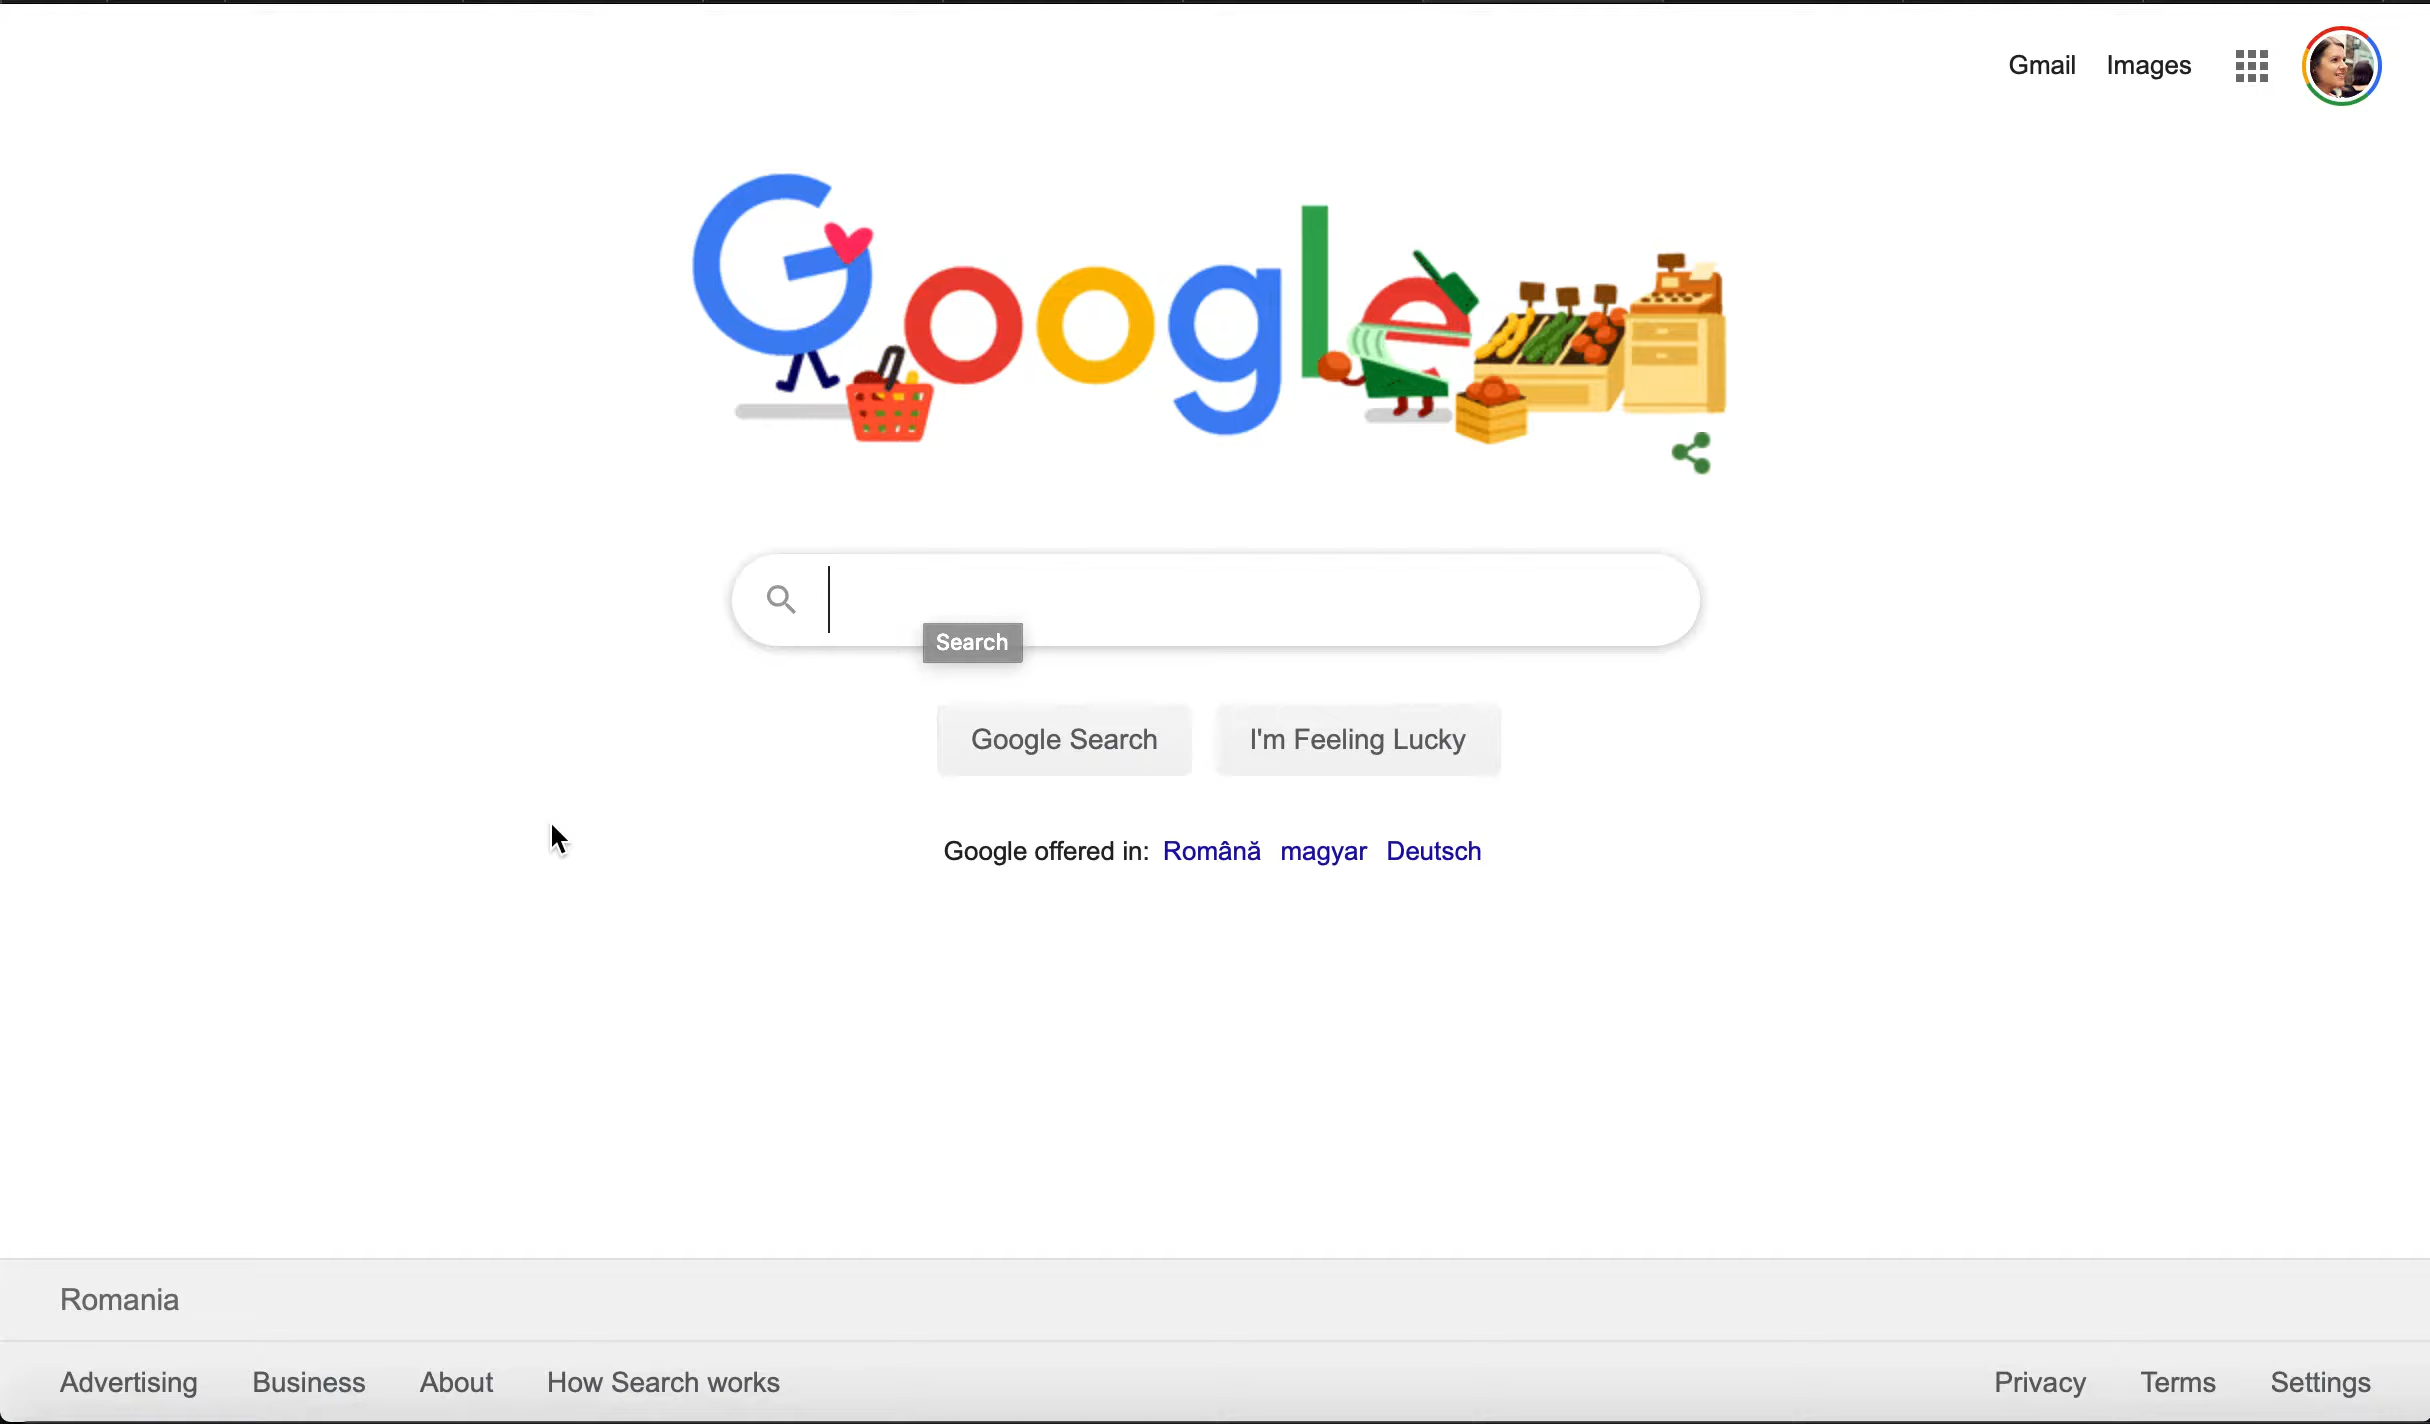 Gmail Images
Google
Search
Google Search I'm Feeling Lucky
Google offered in: Română magyar Deutsch
Romania
Advertising Business About How Search works Privacy Terms Settings